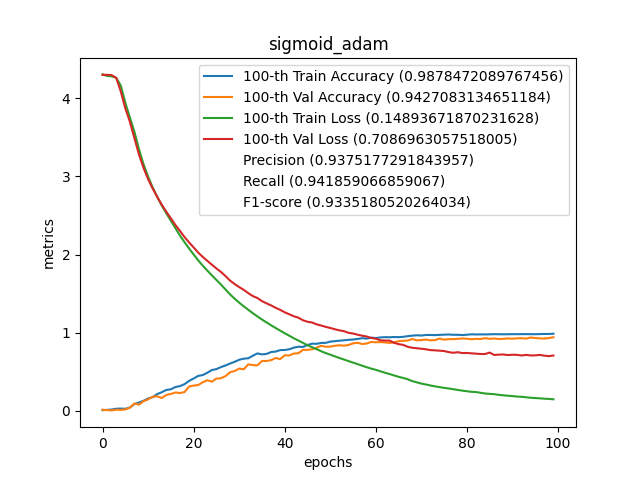 sigmoid_adam
100-th Train Accuracy (0.9878472089767456)
100-th Val Accuracy (0.9427083134651184)
100-th Train Loss (0.14893671870231628)
100-th Val Loss (0.7086963057518005)
Precision (0.9375177291843957)
Recall (0.941859066859067)
F1-score (0.9335180520264034)
metrics
4
3
2
1
0
0 20 40 60 80 100
epochs